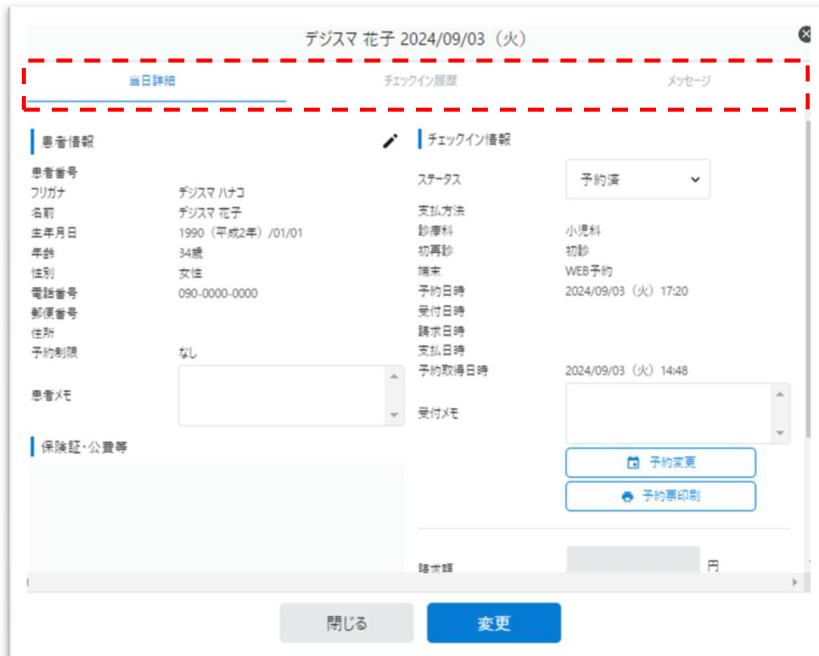 デジスマ 花子 2024/09/03（火）
当日詳細
チェックイン履歴
メッセージ
患者情報
患者番号
フリガナ デジスマ ハナコ
名前 デジスマ 花子
生年月日 1990（平成2年）/01/01
年齢 34歳
性別 女性
電話番号 090-0000-0000
郵便番号
住所
予約制限 なし
患者メモ
保険証・公費等
チェックイン情報
ステータス 予約済
支払方法
診療科 小児科
初再診 初診
端末 WEB予約
予約日時 2024/09/03（火）17:20
受付日時
請求日時
支払日時
予約取得日時 2024/09/03（火）14:48
受付メモ
予約変更
予約票印刷
請求額 円
閉じる
変更